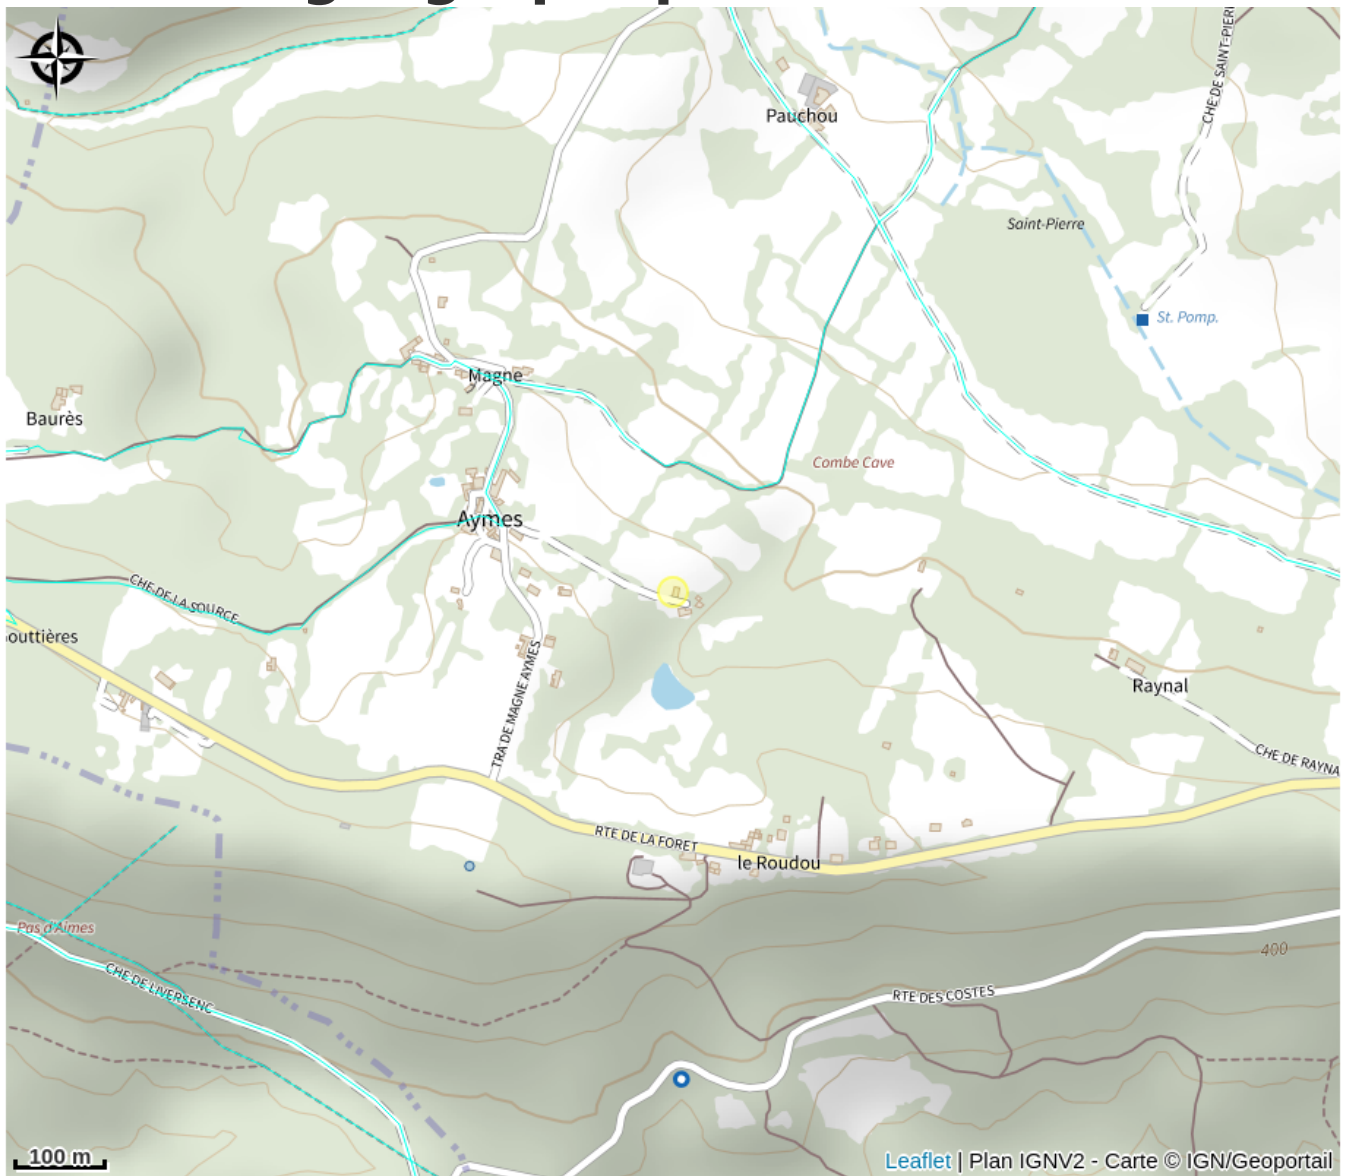 CHE DE SAINT-PIER
Pauchou
Saint-Pierre
St. Pomp.
Magne
Baurès
Combe Cave
Aymes
CHE DE LA SOURCE
outtières
TRA DE MAGNE AYMES
Raynal
CHE DE RAYNA
RTE DE LA FORET
le Roudou
Pas d'Aimes
CHE DE LIVERSENC
400
RTE DES COSTES
100 m
Leaflet | Plan IGNV2 - Carte © IGN/Geoportail